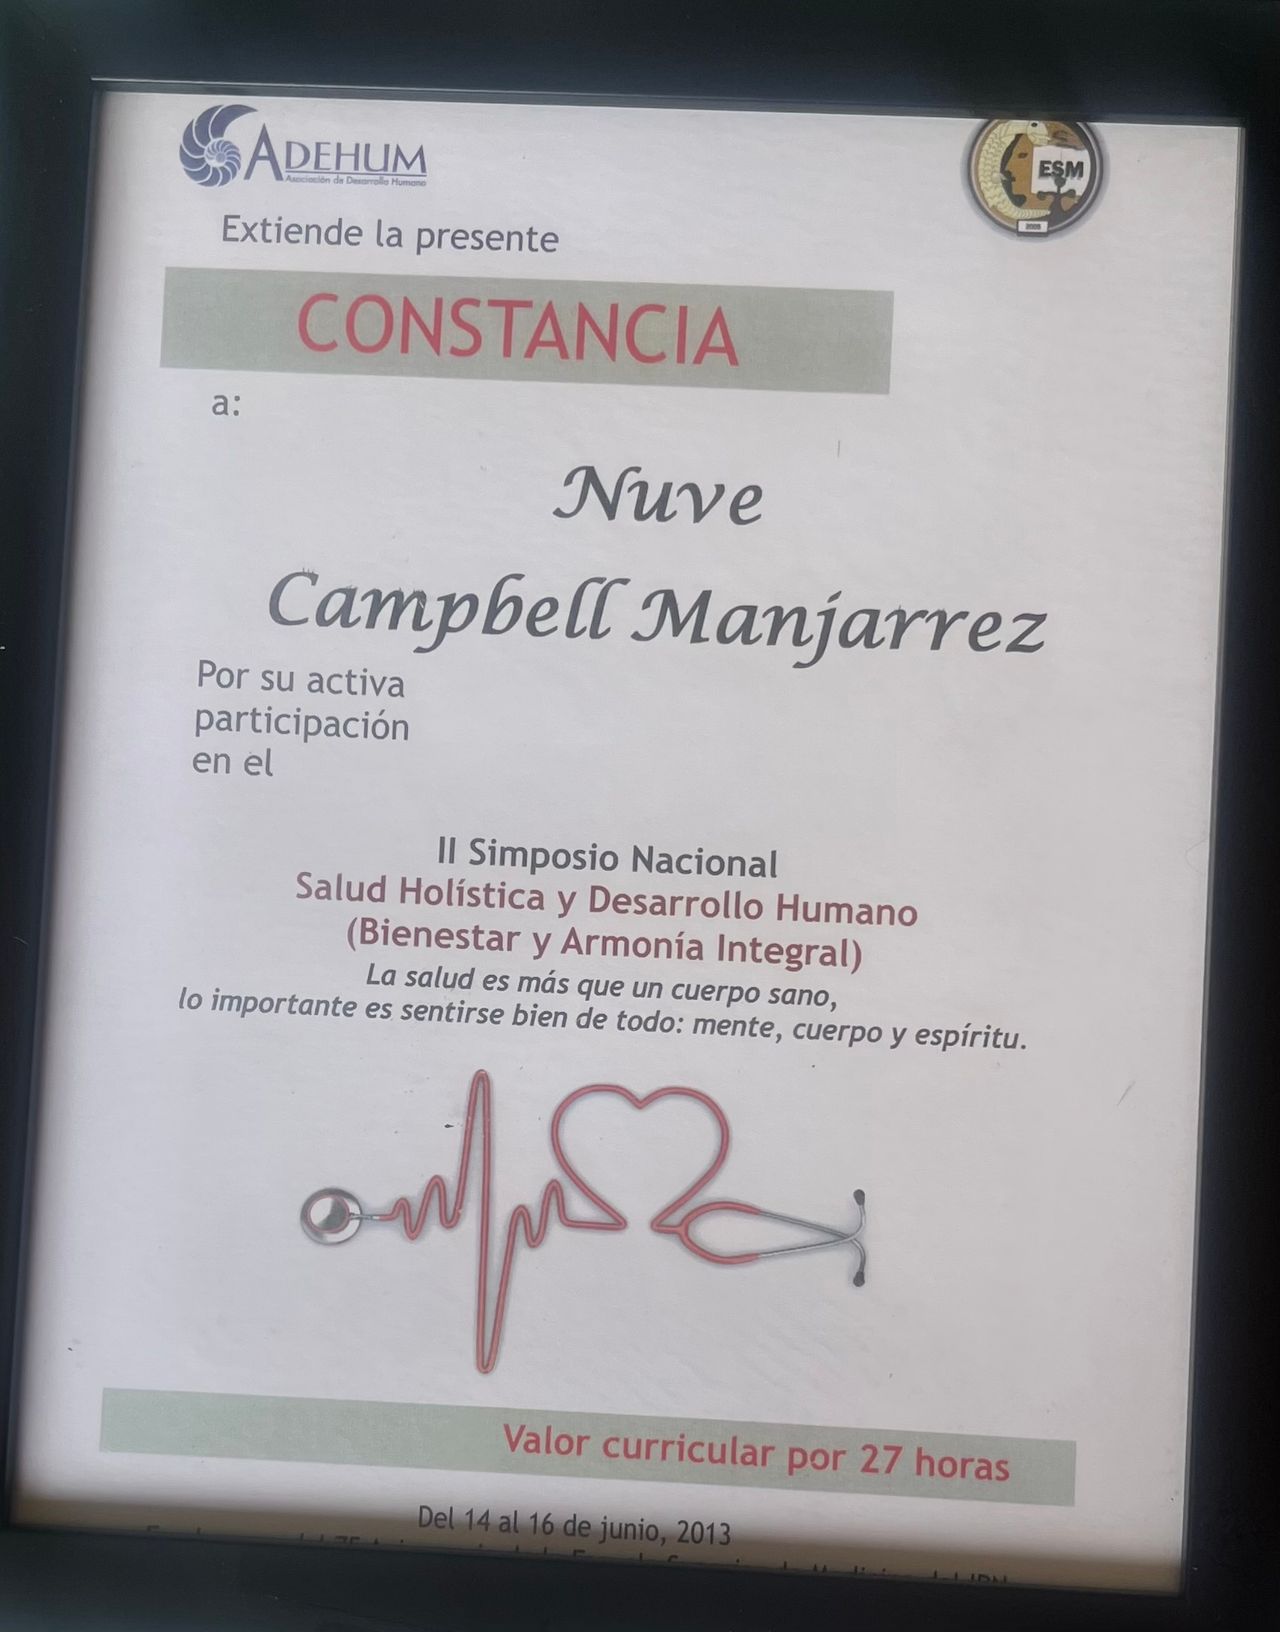 ADEHUM
Asociación de Desarrollo Humano
ESM
2009
Extiende la presente
CONSTANCIA
a:
Nuve
Campbell Manjarrez
Por su activa
participación
en el
II Simposio Nacional
Salud Holística y Desarrollo Humano
(Bienestar y Armonía Integral)
La salud es más que un cuerpo sano,
lo importante es sentirse bien de todo: mente, cuerpo y espíritu.
Valor curricular por 27 horas
Del 14 al 16 de junio, 2013